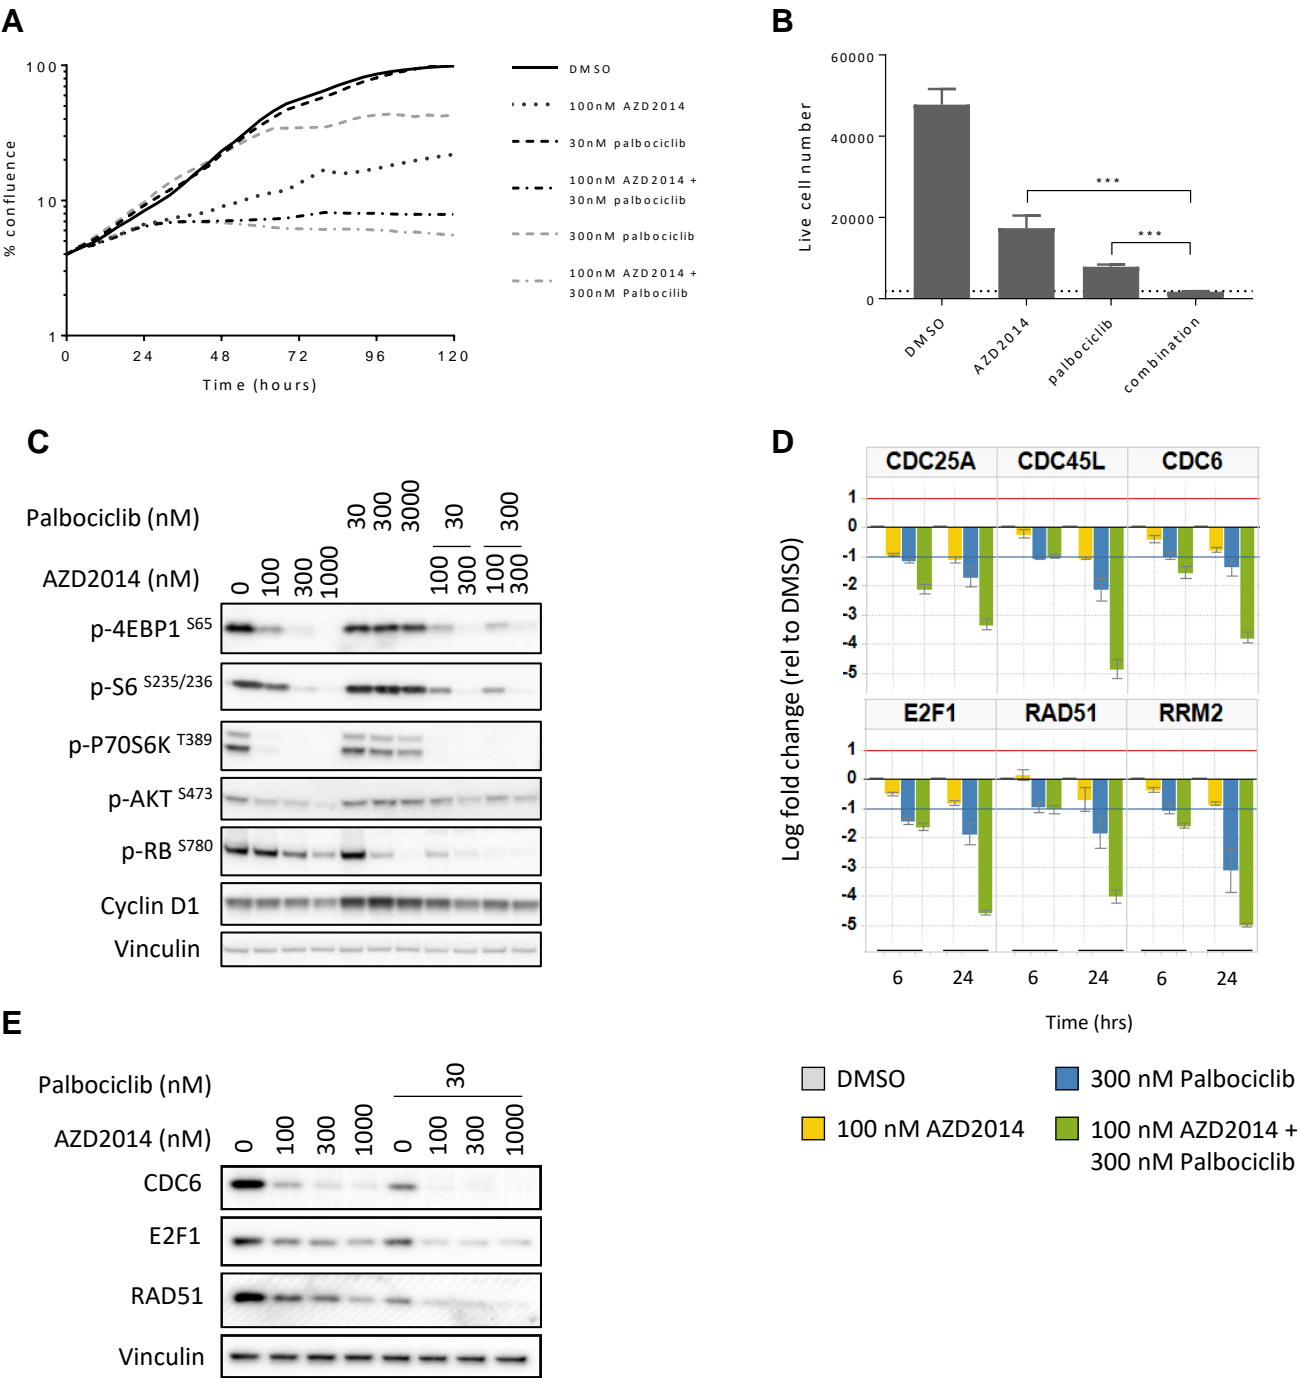 A
100
10
1
% confluence
0 24 48 72 96 120
Time (hours)
DMSO
100nM AZD2014
30nM palbociclib
100nM AZD2014 +
30nM palbociclib
300nM palbociclib
100nM AZD2014 +
300nM Palbocilib
B
60000
40000
20000
0
Live cell number
***
***
DMSO
AZD2014
palbociclib
combination
C
Palbociclib (nM) 30 300 3000 30 300
AZD2014 (nM) 0 100 300 1000 100 300 100 300
p-4EBP1 S65
p-S6 S235/236
p-P70S6K T389
p-AKT S473
p-RB S780
Cyclin D1
Vinculin
D
Log fold change (rel to DMSO)
CDC25A CDC45L CDC6
1
0
-1
-2
-3
-4
-5
E2F1 RAD51 RRM2
1
0
-1
-2
-3
-4
-5
6 24 6 24 6 24
Time (hrs)
DMSO
100 nM AZD2014
300 nM Palbociclib
100 nM AZD2014 +
300 nM Palbociclib
E
Palbociclib (nM) 30
AZD2014 (nM) 0 100 300 1000 0 100 300 1000
CDC6
E2F1
RAD51
Vinculin